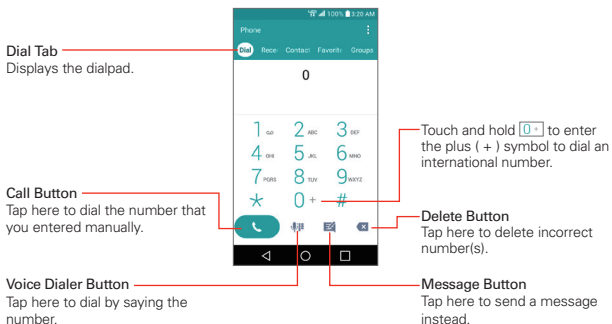 100% 3:20 AM
Phone
Dial Rece Contact Favorit Groups
0
1
2 ABC
3 DEF
4 GHI
5 JKL
6 MNO
7 PQRS
8 TUV
9 WXYZ
*
0 +
#
Dial Tab
Displays the dialpad.
Call Button
Tap here to dial the number that
you entered manually.
Voice Dialer Button
Tap here to dial by saying the
number.
Touch and hold 0 + to enter
the plus ( + ) symbol to dial an
international number.
Delete Button
Tap here to delete incorrect
number(s).
Message Button
Tap here to send a message
instead.